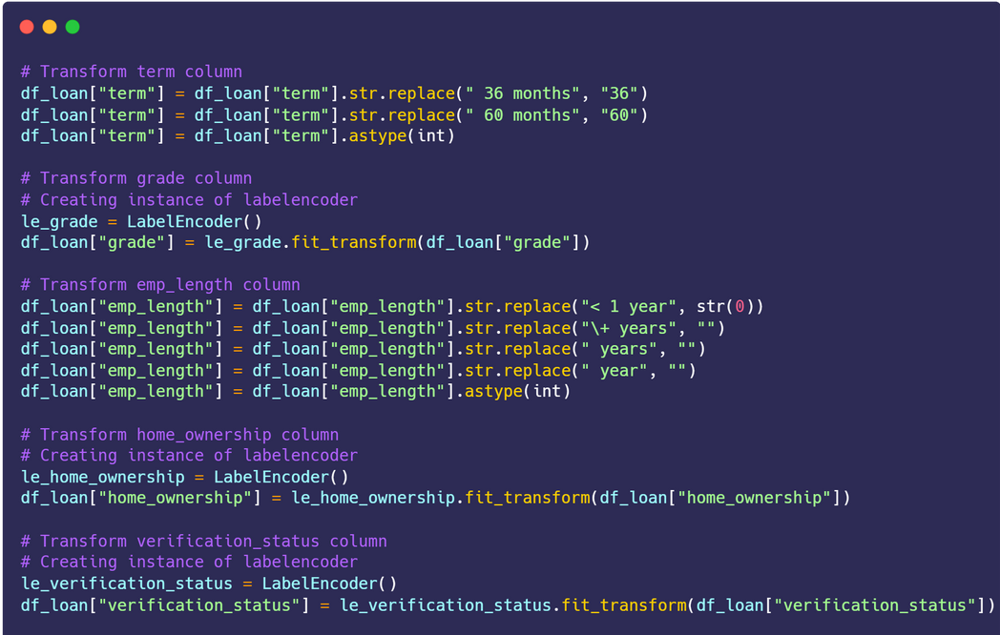 # Transform term column
df_loan["term"] = df_loan["term"].str.replace(" 36 months", "36")
df_loan["term"] = df_loan["term"].str.replace(" 60 months", "60")
df_loan["term"] = df_loan["term"].astype(int)
# Transform grade column
# Creating instance of labelencoder
le_grade = LabelEncoder()
df_loan["grade"] = le_grade.fit_transform(df_loan["grade"])
# Transform emp_length column
df_loan["emp_length"] = df_loan["emp_length"].str.replace("< 1 year", str(0))
df_loan["emp_length"] = df_loan["emp_length"].str.replace("\+ years", "")
df_loan["emp_length"] = df_loan["emp_length"].str.replace(" years", "")
df_loan["emp_length"] = df_loan["emp_length"].str.replace(" year", "")
df_loan["emp_length"] = df_loan["emp_length"].astype(int)
# Transform home_ownership column
# Creating instance of labelencoder
le_home_ownership = LabelEncoder()
df_loan["home_ownership"] = le_home_ownership.fit_transform(df_loan["home_ownership"])
# Transform verification_status column
# Creating instance of labelencoder
le_verification_status = LabelEncoder()
df_loan["verification_status"] = le_verification_status.fit_transform(df_loan["verification_status"])